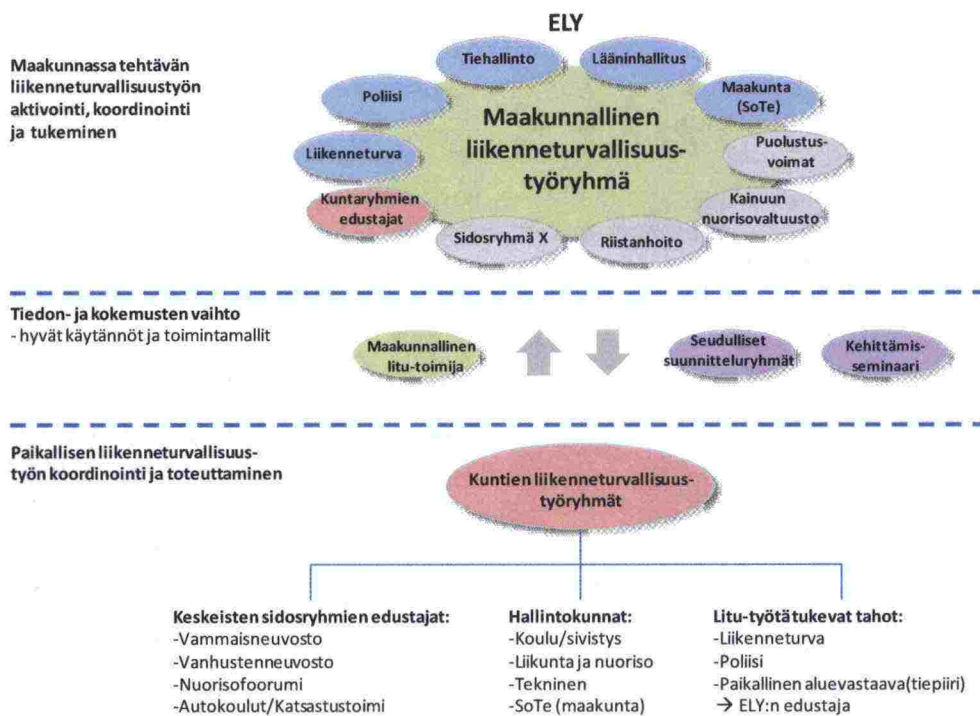 ELY
Maakunnassa tehtävän
liikenneturvallisuustyön
aktivointi, koordinointi
ja tukeminen
Tiehallinto
Lääninhallitus
Poliisi
Maakunta
(SoTe)
Maakunnallinen
liikenneturvallisuus-
työryhmä
Liikenneturva
Puolustus-
voimat
Kuntaryhmien
edustajat
Kainuun
nuorisovaltuusto
Sidosryhmä X
Riistanhoito
Tiedon- ja kokemusten vaihto
- hyvät käytännöt ja toimintamallit
Maakunnallinen
litu-toimija
Seudulliset
suunnitteluryhmät
Kehittämis-
seminaari
Paikallisen liikenneturvallisuus-
työn koordinointi ja toteuttaminen
Kuntien liikenneturvallisuus-
työryhmät
Keskeisten sidosryhmien edustajat:
-Vammaisneuvosto
-Vanhustenneuvosto
-Nuorisofoorumi
-Autokoulut/Katsastustoimi
Hallintokunnat:
-Koulu/sivistys
-Liikunta ja nuoriso
-Tekninen
-SoTe (maakunta)
Litu-työtä tukevat tahot:
-Liikenneturva
-Poliisi
-Paikallinen aluevastaava(tiepiiri)
→ ELY:n edustaja